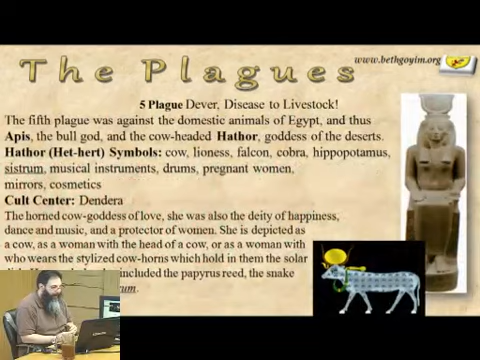 www.bethgoyim.org
The Plagues
5 Plague Dever, Disease to Livestock!
The fifth plague was against the domestic animals of Egypt, and thus
Apis, the bull god, and the cow-headed Hathor, goddess of the deserts.
Hathor (Het-hert) Symbols: cow, lioness, falcon, cobra, hippopotamus,
sistrum, musical instruments, drums, pregnant women,
mirrors, cosmetics
Cult Center: Dendera
The horned cow-goddess of love, she was also the deity of happiness,
dance and music, and a protector of women. She is depicted as
a cow, as a woman with the head of a cow, or as a woman with
who wears the stylized cow-horns which hold in them the solar
included the papyrus reed, the snake